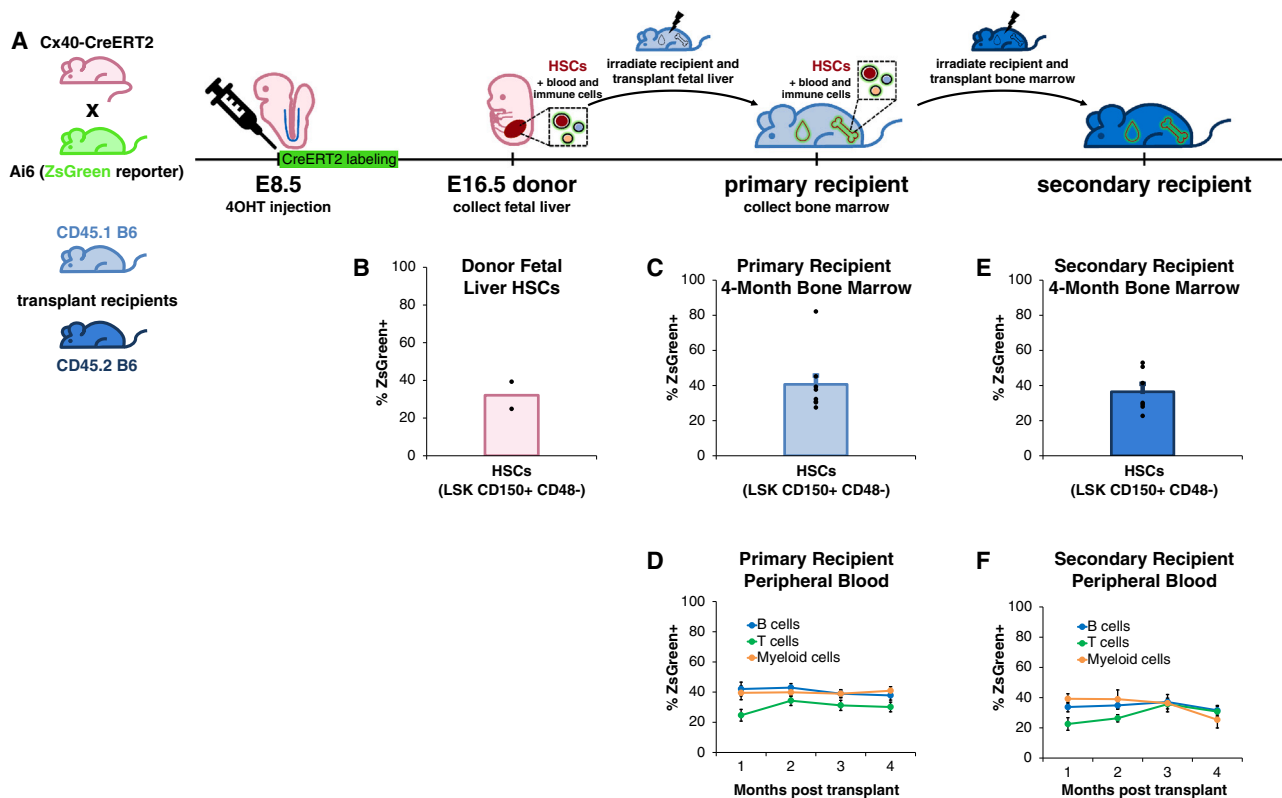 A
Cx40-CreERT2
x
Ai6 (ZsGreen reporter)
CD45.1 B6
transplant recipients
CD45.2 B6
CreERT2 labeling
E8.5
4OHT injection
HSCs
+ blood and
immune cells
E16.5 donor
collect fetal liver
irradiate recipient and
transplant fetal liver
HSCs
+ blood and
immune cells
primary recipient
collect bone marrow
irradiate recipient and
transplant bone marrow
secondary recipient
B
Donor Fetal
Liver HSCs
% ZsGreen+
100
80
60
40
20
0
HSCs
(LSK CD150+ CD48-)
C
Primary Recipient
4-Month Bone Marrow
% ZsGreen+
100
80
60
40
20
0
HSCs
(LSK CD150+ CD48-)
E
Secondary Recipient
4-Month Bone Marrow
% ZsGreen+
100
80
60
40
20
0
HSCs
(LSK CD150+ CD48-)
D
Primary Recipient
Peripheral Blood
% ZsGreen+
100
80
60
40
20
0
B cells
T cells
Myeloid cells
1 2 3 4
Months post transplant
F
Secondary Recipient
Peripheral Blood
% ZsGreen+
100
80
60
40
20
0
B cells
T cells
Myeloid cells
1 2 3 4
Months post transplant